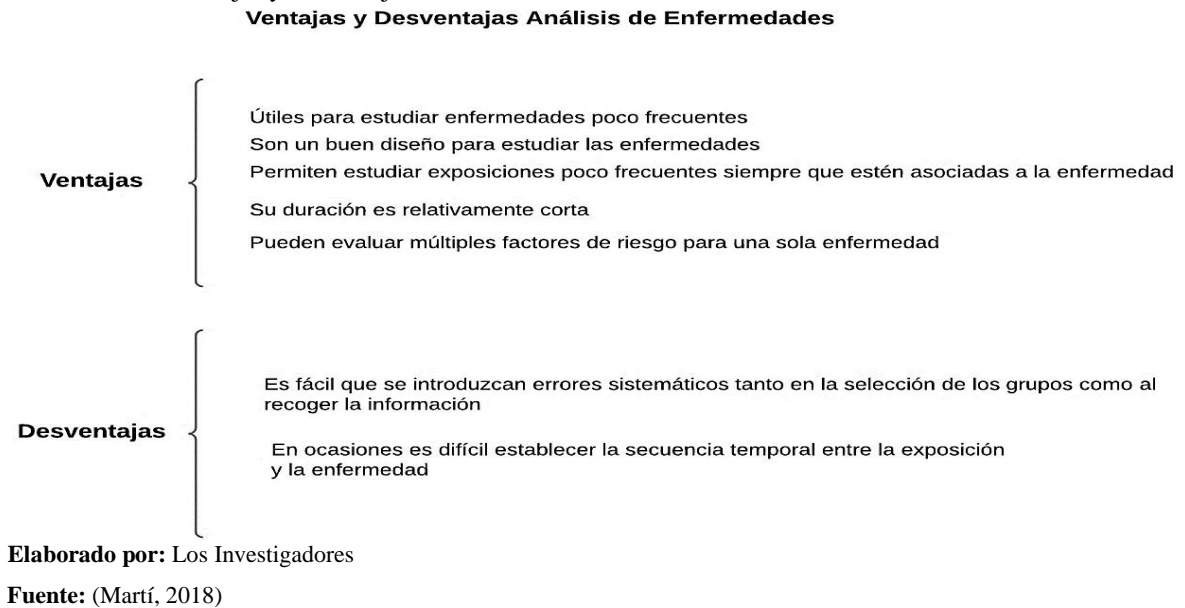 Ventajas y Desventajas Análisis de Enfermedades
Ventajas
Útiles para estudiar enfermedades poco frecuentes
Son un buen diseño para estudiar las enfermedades
Permiten estudiar exposiciones poco frecuentes siempre que estén asociadas a la enfermedad
Su duración es relativamente corta
Pueden evaluar múltiples factores de riesgo para una sola enfermedad
Desventajas
Es fácil que se introduzcan errores sistemáticos tanto en la selección de los grupos como al
recoger la información
En ocasiones es difícil establecer la secuencia temporal entre la exposición
y la enfermedad
Elaborado por: Los Investigadores
Fuente: (Martí, 2018)